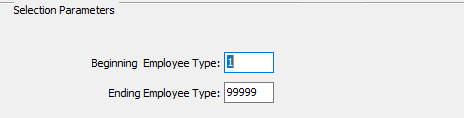 Selection Parameters
Beginning Employee Type: 1
Ending Employee Type: 99999